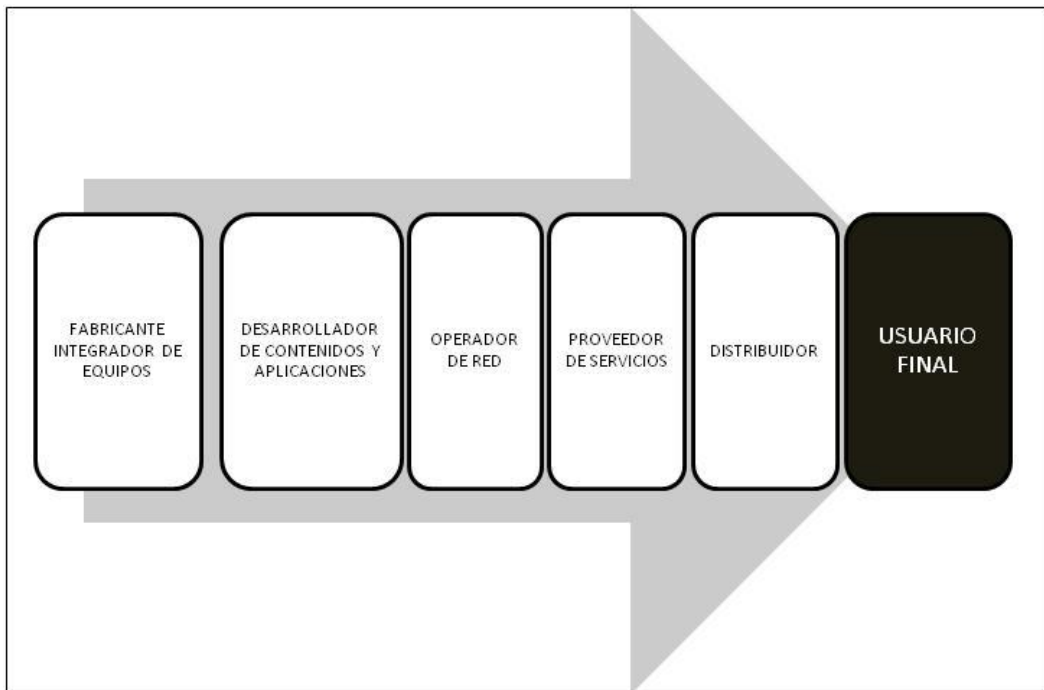 FABRICANTE
INTEGRADOR DE
EQUIPOS
DESARROLLADOR
DE CONTENIDOS Y
APLICACIONES
OPERADOR
DE RED
PROVEEDOR
DE SERVICIOS
DISTRIBUIDOR
USUARIO
FINAL